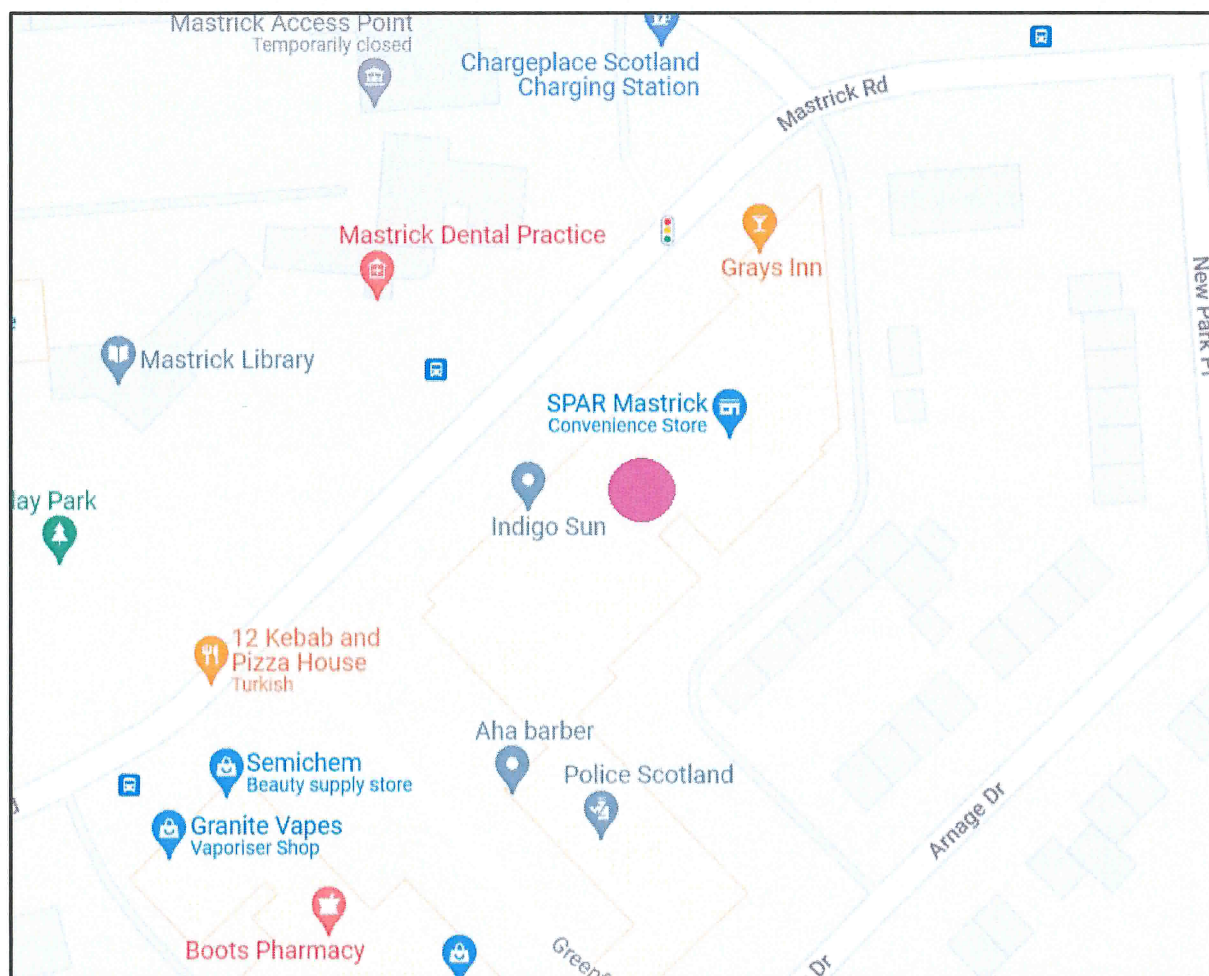 Mastrick Access Point
Temporarily closed
Chargeplace Scotland
Charging Station
Mastrick Rd
Mastrick Dental Practice
Grays Inn
New Park Pl
Mastrick Library
SPAR Mastrick
Convenience Store
lay Park
Indigo Sun
12 Kebab and
Pizza House
Turkish
Aha barber
Semichem
Beauty supply store
Police Scotland
Granite Vapes
Vaporiser Shop
Arnage Dr
Boots Pharmacy
Dr